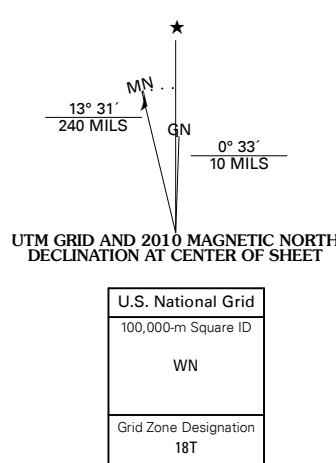 ★
MN
13° 31´
240 MILS
GN
0° 33´
10 MILS
UTM GRID AND 2010 MAGNETIC NORTH
DECLINATION AT CENTER OF SHEET
U.S. National Grid
100,000-m Square ID
WN
Grid Zone Designation
18T